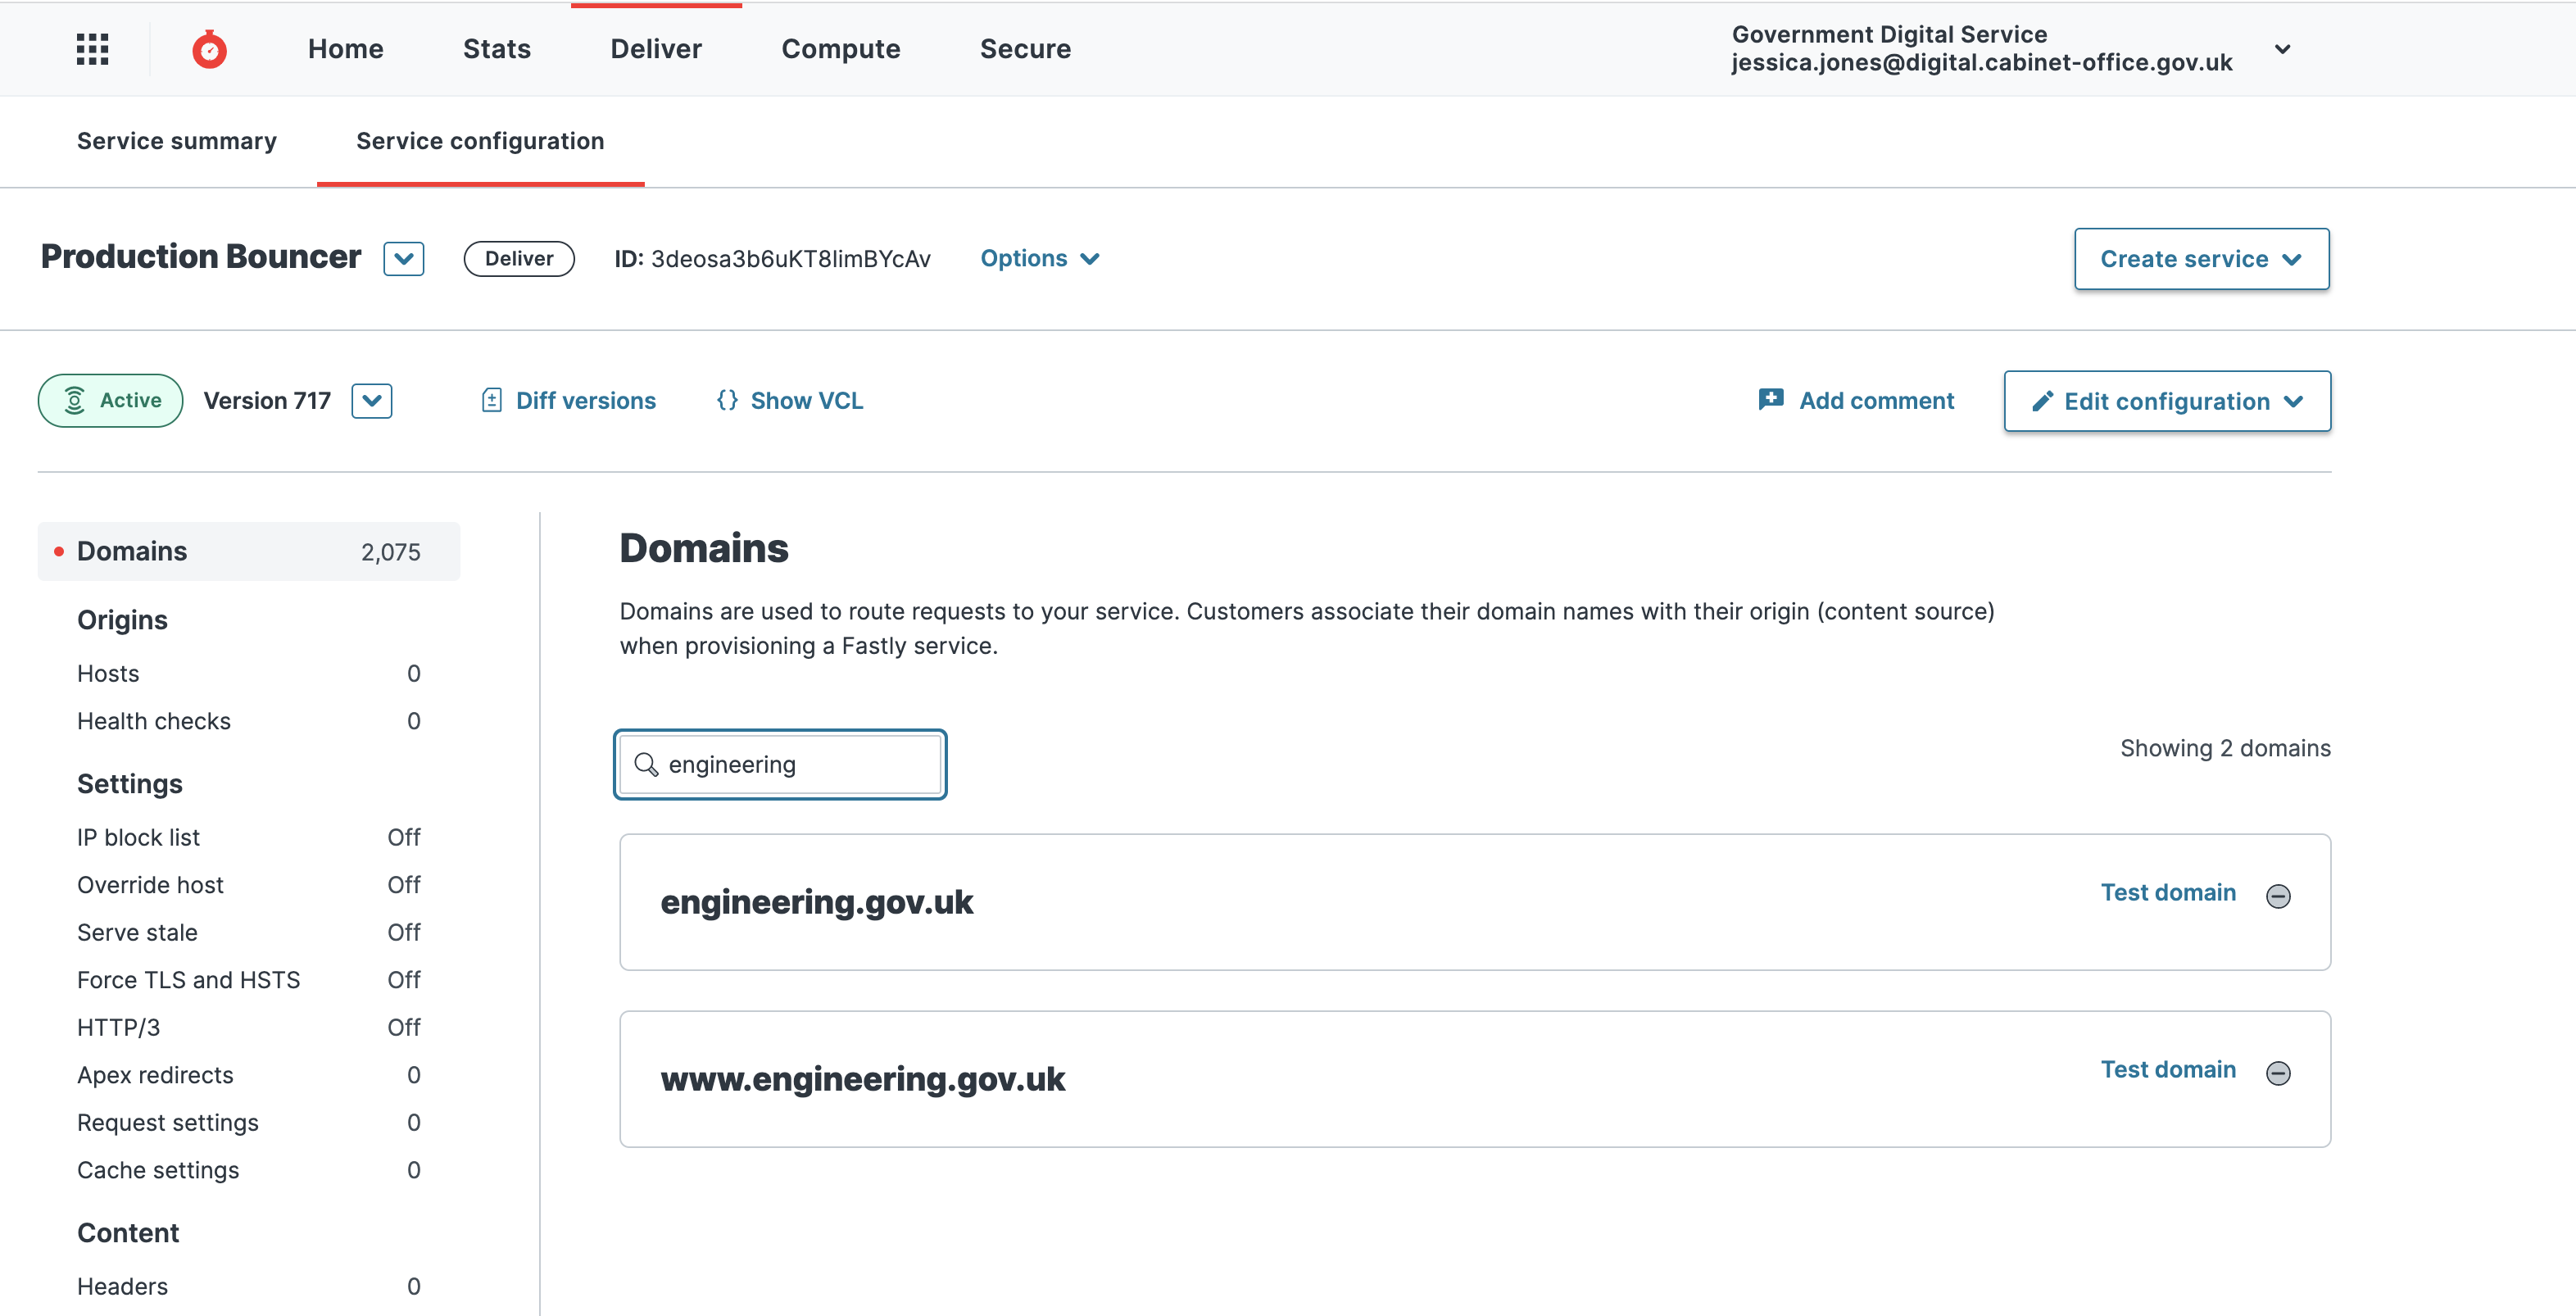 Home Stats Deliver Compute Secure
Government Digital Service
jessica.jones@digital.cabinet-office.gov.uk
Service summary Service configuration
Production Bouncer Deliver ID: 3deosa3b6uKT8limBYcAv Options Create service
Active Version 717 Diff versions {} Show VCL Add comment Edit configuration
Domains 2,075
Origins
Hosts 0
Health checks 0
Settings
IP block list Off
Override host Off
Serve stale Off
Force TLS and HSTS Off
HTTP/3 Off
Apex redirects 0
Request settings 0
Cache settings 0
Content
Headers 0
Domains
Domains are used to route requests to your service. Customers associate their domain names with their origin (content source)
when provisioning a Fastly service.
engineering
Showing 2 domains
engineering.gov.uk Test domain
www.engineering.gov.uk Test domain